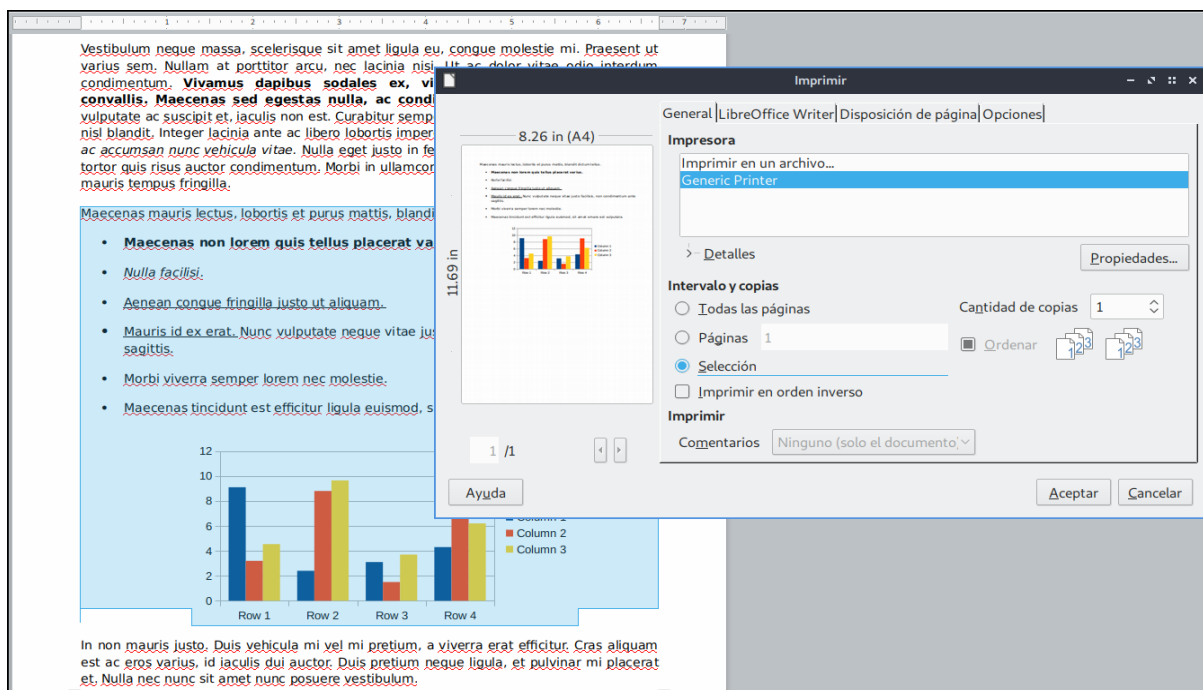 1 2 3 4 5 6 7
Vestibulum neque massa, scelerisque sit amet ligula eu, congue molestie mi. Praesent ut
varius sem. Nullam at porttitor arcu, nec lacinia nisi. Ut ac dolor vitae odio interdum
condimentum. Vivamus dapibus sodales ex, vi
convallis. Maecenas sed egestas nulla, ac condi
vulputate ac suscipit et, iaculis non est. Curabitur semp
nisl blandit. Integer lacinia ante ac libero lobortis imper
ac accumsan nunc vehicula vitae. Nulla eget justo in fe
tortor quis risus auctor condimentum. Morbi in ullamcor
mauris tempus fringilla.
Maecenas mauris lectus, lobortis et purus mattis, blandi
• Maecenas non lorem quis tellus placerat va
• Nulla facilisi.
• Aenean congue fringilla justo ut aliquam.
• Mauris id ex erat. Nunc vulputate neque vitae jus
sagittis.
• Morbi viverra semper lorem nec molestie.
• Maecenas tincidunt est efficitur ligula euismod, s
12
10
8
6
4
2
0
Row 1 Row 2 Row 3 Row 4
Column 1
Column 2
Column 3
In non mauris justo. Duis vehicula mi vel mi pretium, a viverra erat efficitur. Cras aliquam
est ac eros varius, id iaculis dui auctor. Duis pretium neque ligula, et pulvinar mi placerat
et. Nulla nec nunc sit amet nunc posuere vestibulum.
Imprimir
General LibreOffice Writer Disposición de página Opciones
8.26 in (A4)
11.69 in
1 /1
Impresora
Imprimir en un archivo...
Generic Printer
Detalles
Propiedades...
Intervalo y copias
Todas las páginas
Páginas 1
Selección
Imprimir en orden inverso
Cantidad de copias 1
Ordenar
Imprimir
Comentarios Ninguno (solo el documento)
Ayuda
Aceptar Cancelar